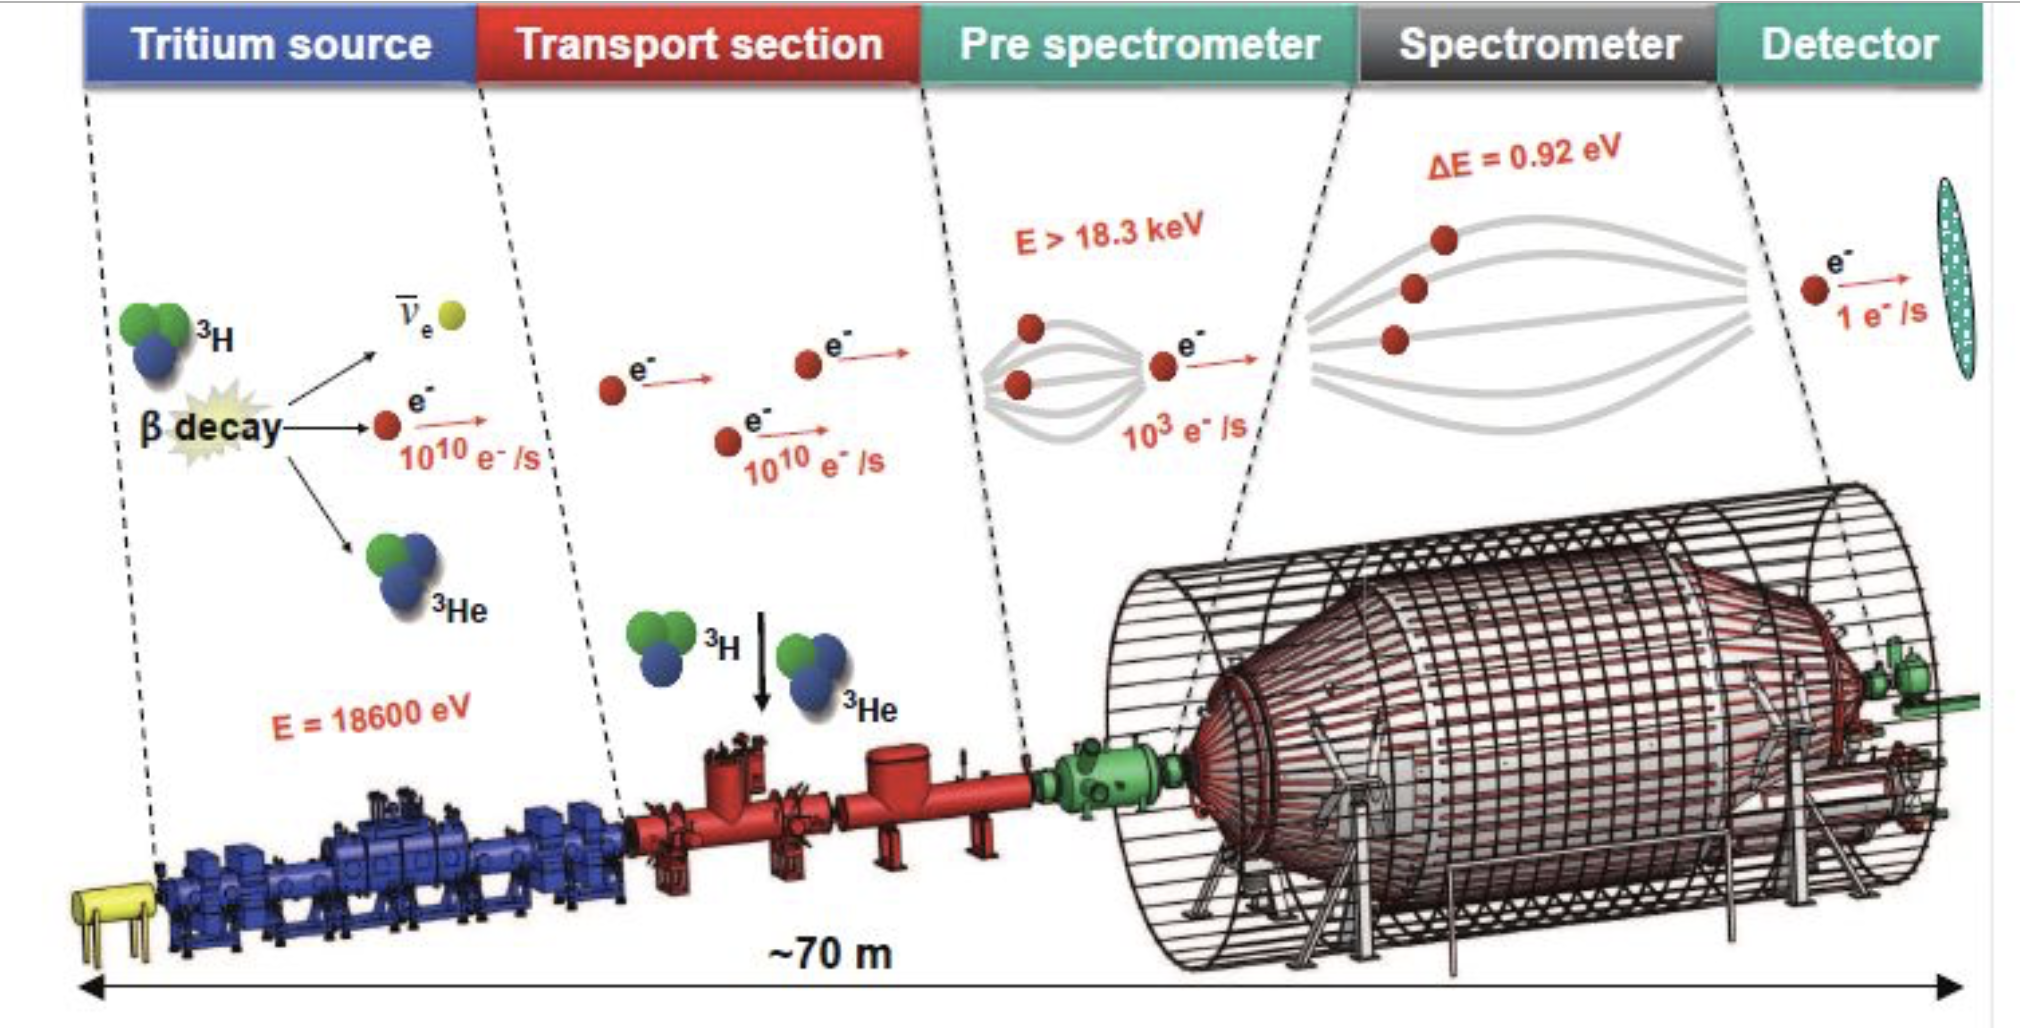 Tritium source
Transport section
Pre spectrometer
Spectrometer
Detector
³H
β decay
ν̅ₑ
e⁻
10¹⁰ e⁻ /s
³He
E = 18600 eV
e⁻
e⁻
e⁻
10¹⁰ e⁻ /s
³H
³He
E > 18.3 keV
e⁻
10³ e⁻ /s
ΔE = 0.92 eV
e⁻
1 e⁻ /s
~70 m